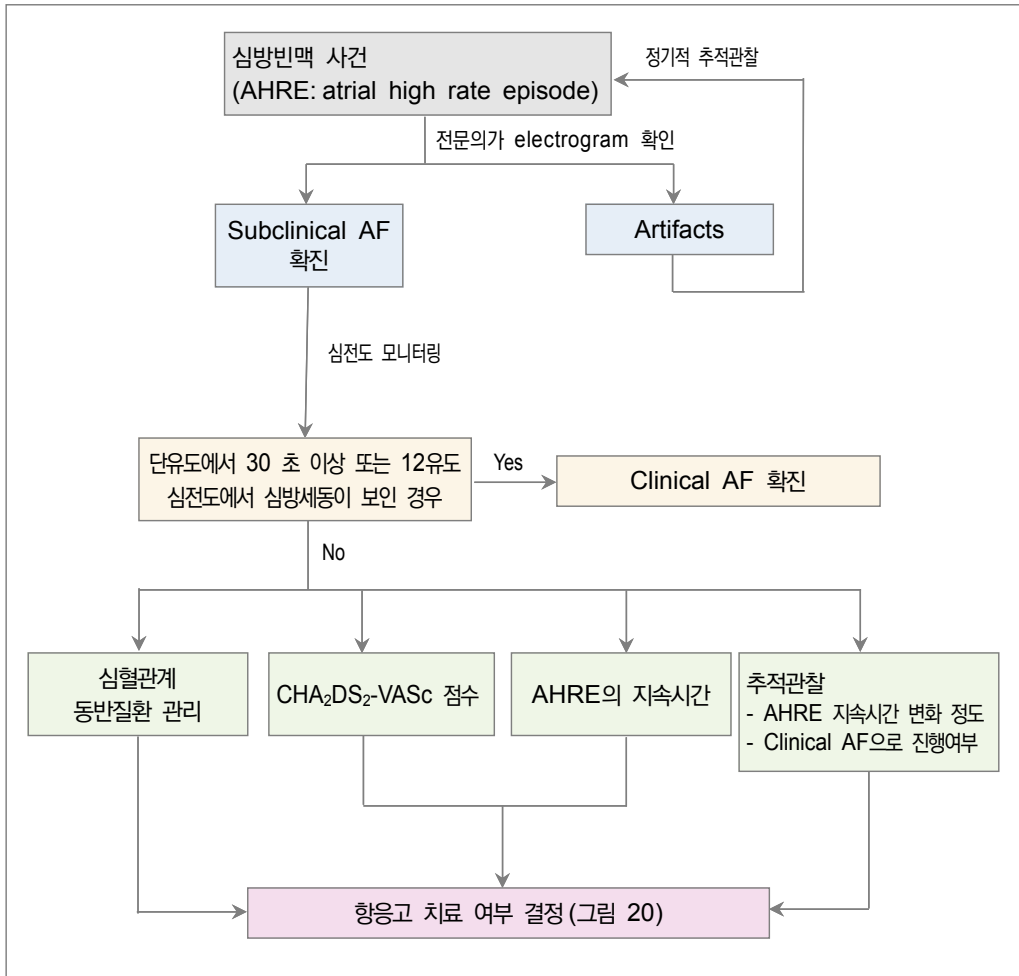 심방빈맥 사건
(AHRE: atrial high rate episode)
정기적 추적관찰
전문의가 electrogram 확인
Subclinical AF
확진
Artifacts
심전도 모니터링
단유도에서 30 초 이상 또는 12유도
심전도에서 심방세동이 보인 경우
Yes
Clinical AF 확진
No
심혈관계
동반질환 관리
CHA₂DS₂-VASc 점수
AHRE의 지속시간
추적관찰
- AHRE 지속시간 변화 정도
- Clinical AF으로 진행여부
항응고 치료 여부 결정 (그림 20)